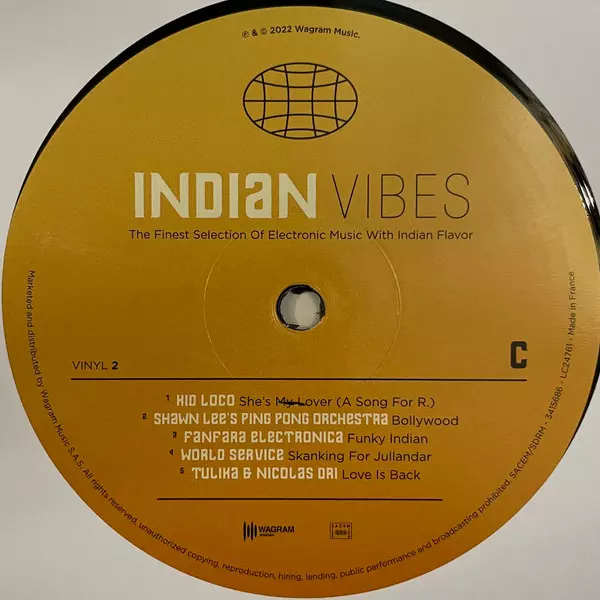 ℗ & © 2022 Wagram Music.
INDIAN VIBES
The Finest Selection Of Electronic Music With Indian Flavor
VINYL 2
C
1 KID LOCO She's My Lover (A Song For R.)
2 SHAWN LEE'S PING PONG ORCHESTRA Bollywood
3 FANFARA ELECTRONICA Funky Indian
4 WORLD SERVICE Skanking For Jullandar
5 TULIKA & NICOLAS DRI Love Is Back
WAGRAM
SACEM
Marketed and distributed by Wagram Music S.A.S. All rights reserved, unauthorized copying, reproduction, hiring, lending, public performance and broadcasting prohibited. SACEM/SDRM - 3415686 - LC24761 - Made in France